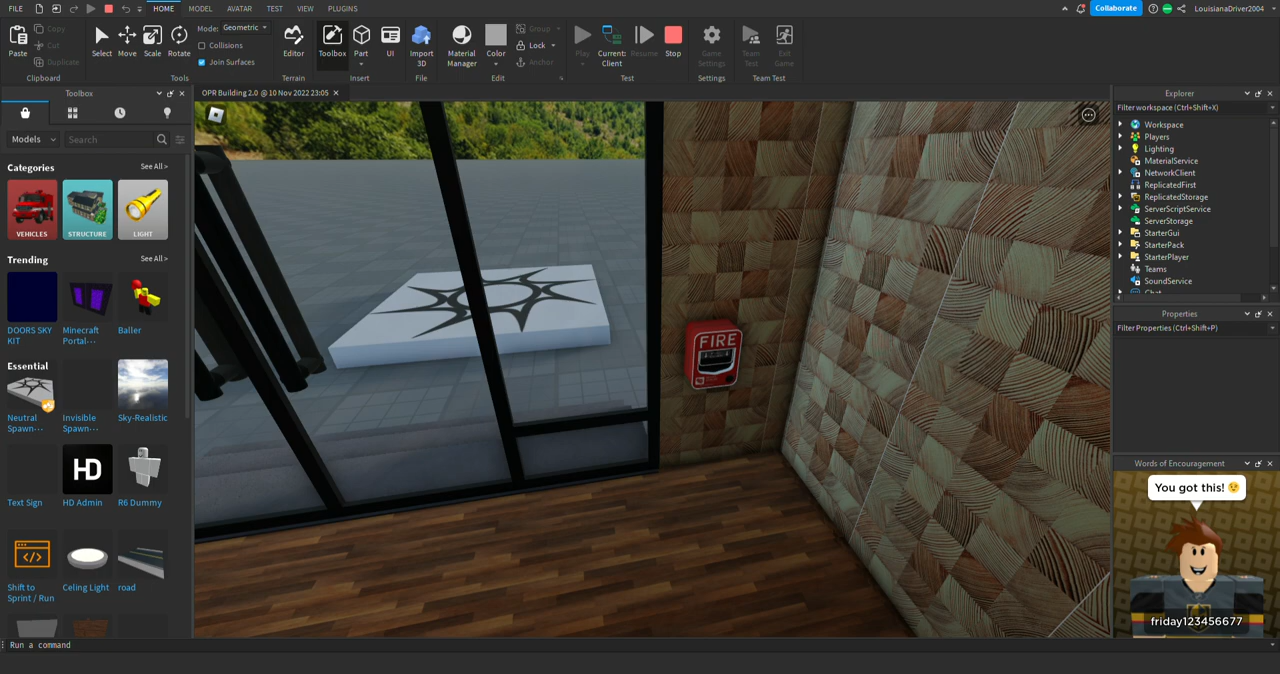 FILE
HOME
MODEL
AVATAR
TEST
VIEW
PLUGINS
Collaborate
LouisianaDriver2004
Paste
Copy
Cut
Duplicate
Clipboard
Select
Move
Scale
Rotate
Mode: Geometric
Collisions
Join Surfaces
Tools
Editor
Terrain
Toolbox
Part
UI
Insert
Import
3D
File
Material
Manager
Color
Group
Lock
Anchor
Edit
Play
Current:
Client
Resume
Stop
Test
Game
Settings
Settings
Team
Test
Exit
Game
Team Test
Toolbox
Models
Search
Categories
See All >
VEHICLES
STRUCTURE
LIGHT
Trending
See All >
DOORS SKY
KIT
Minecraft
Portal-··
Baller
Essential
Neutral
Spawn-··
Invisible
Spawn-··
Sky-Realistic
HD
Text Sign
HD Admin
R6 Dummy
Shift to
Sprint / Run
Celing Light
road
OPR Building 2.0 @ 10 Nov 2022 23:05
FIRE
Explorer
Filter workspace (Ctrl+Shift+X)
Workspace
Players
Lighting
MaterialService
NetworkClient
ReplicatedFirst
ReplicatedStorage
ServerScriptService
ServerStorage
StarterGui
StarterPack
StarterPlayer
Teams
SoundService
Chat
Properties
Filter Properties (Ctrl+Shift+P)
Words of Encouragement
You got this! 😉
friday123456677
Run a command